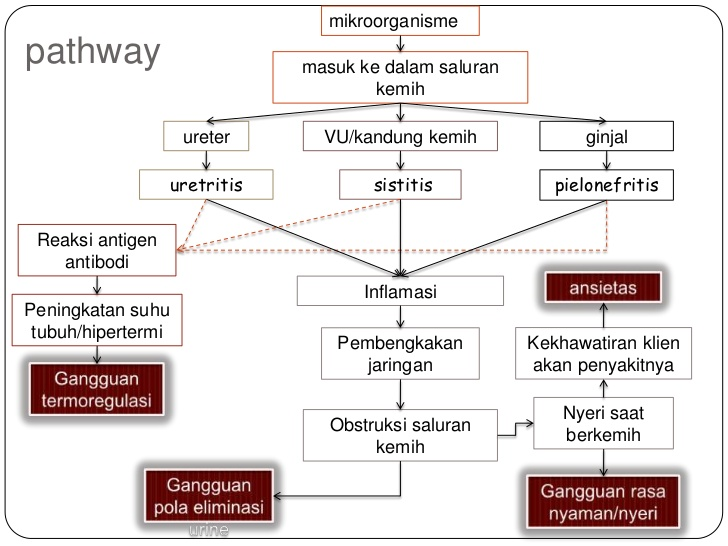 pathway
mikroorganisme
masuk ke dalam saluran
kemih
ureter
VU/kandung kemih
ginjal
uretritis
sistitis
pielonefritis
Reaksi antigen
antibodi
Inflamasi
ansietas
Peningkatan suhu
tubuh/hipertermi
Pembengkakan
jaringan
Kekhawatiran klien
akan penyakitnya
Gangguan
termoregulasi
Obstruksi saluran
kemih
Nyeri saat
berkemih
Gangguan
pola eliminasi
urine
Gangguan rasa
nyaman/nyeri